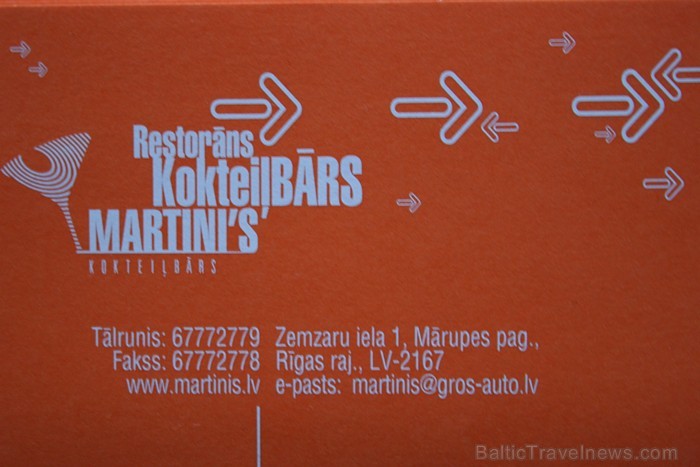 Restorāns
KokteiļBĀRS
MARTINI'S'
KOKTEIĻBĀRS
Tālrunis: 67772779 Zemzaru iela 1, Mārupes pag.,
Fakss: 67772778 Rīgas raj., LV-2167
www.martinis.lv e-pasts: martinis@gros-auto.lv
BalticTravelnews.com